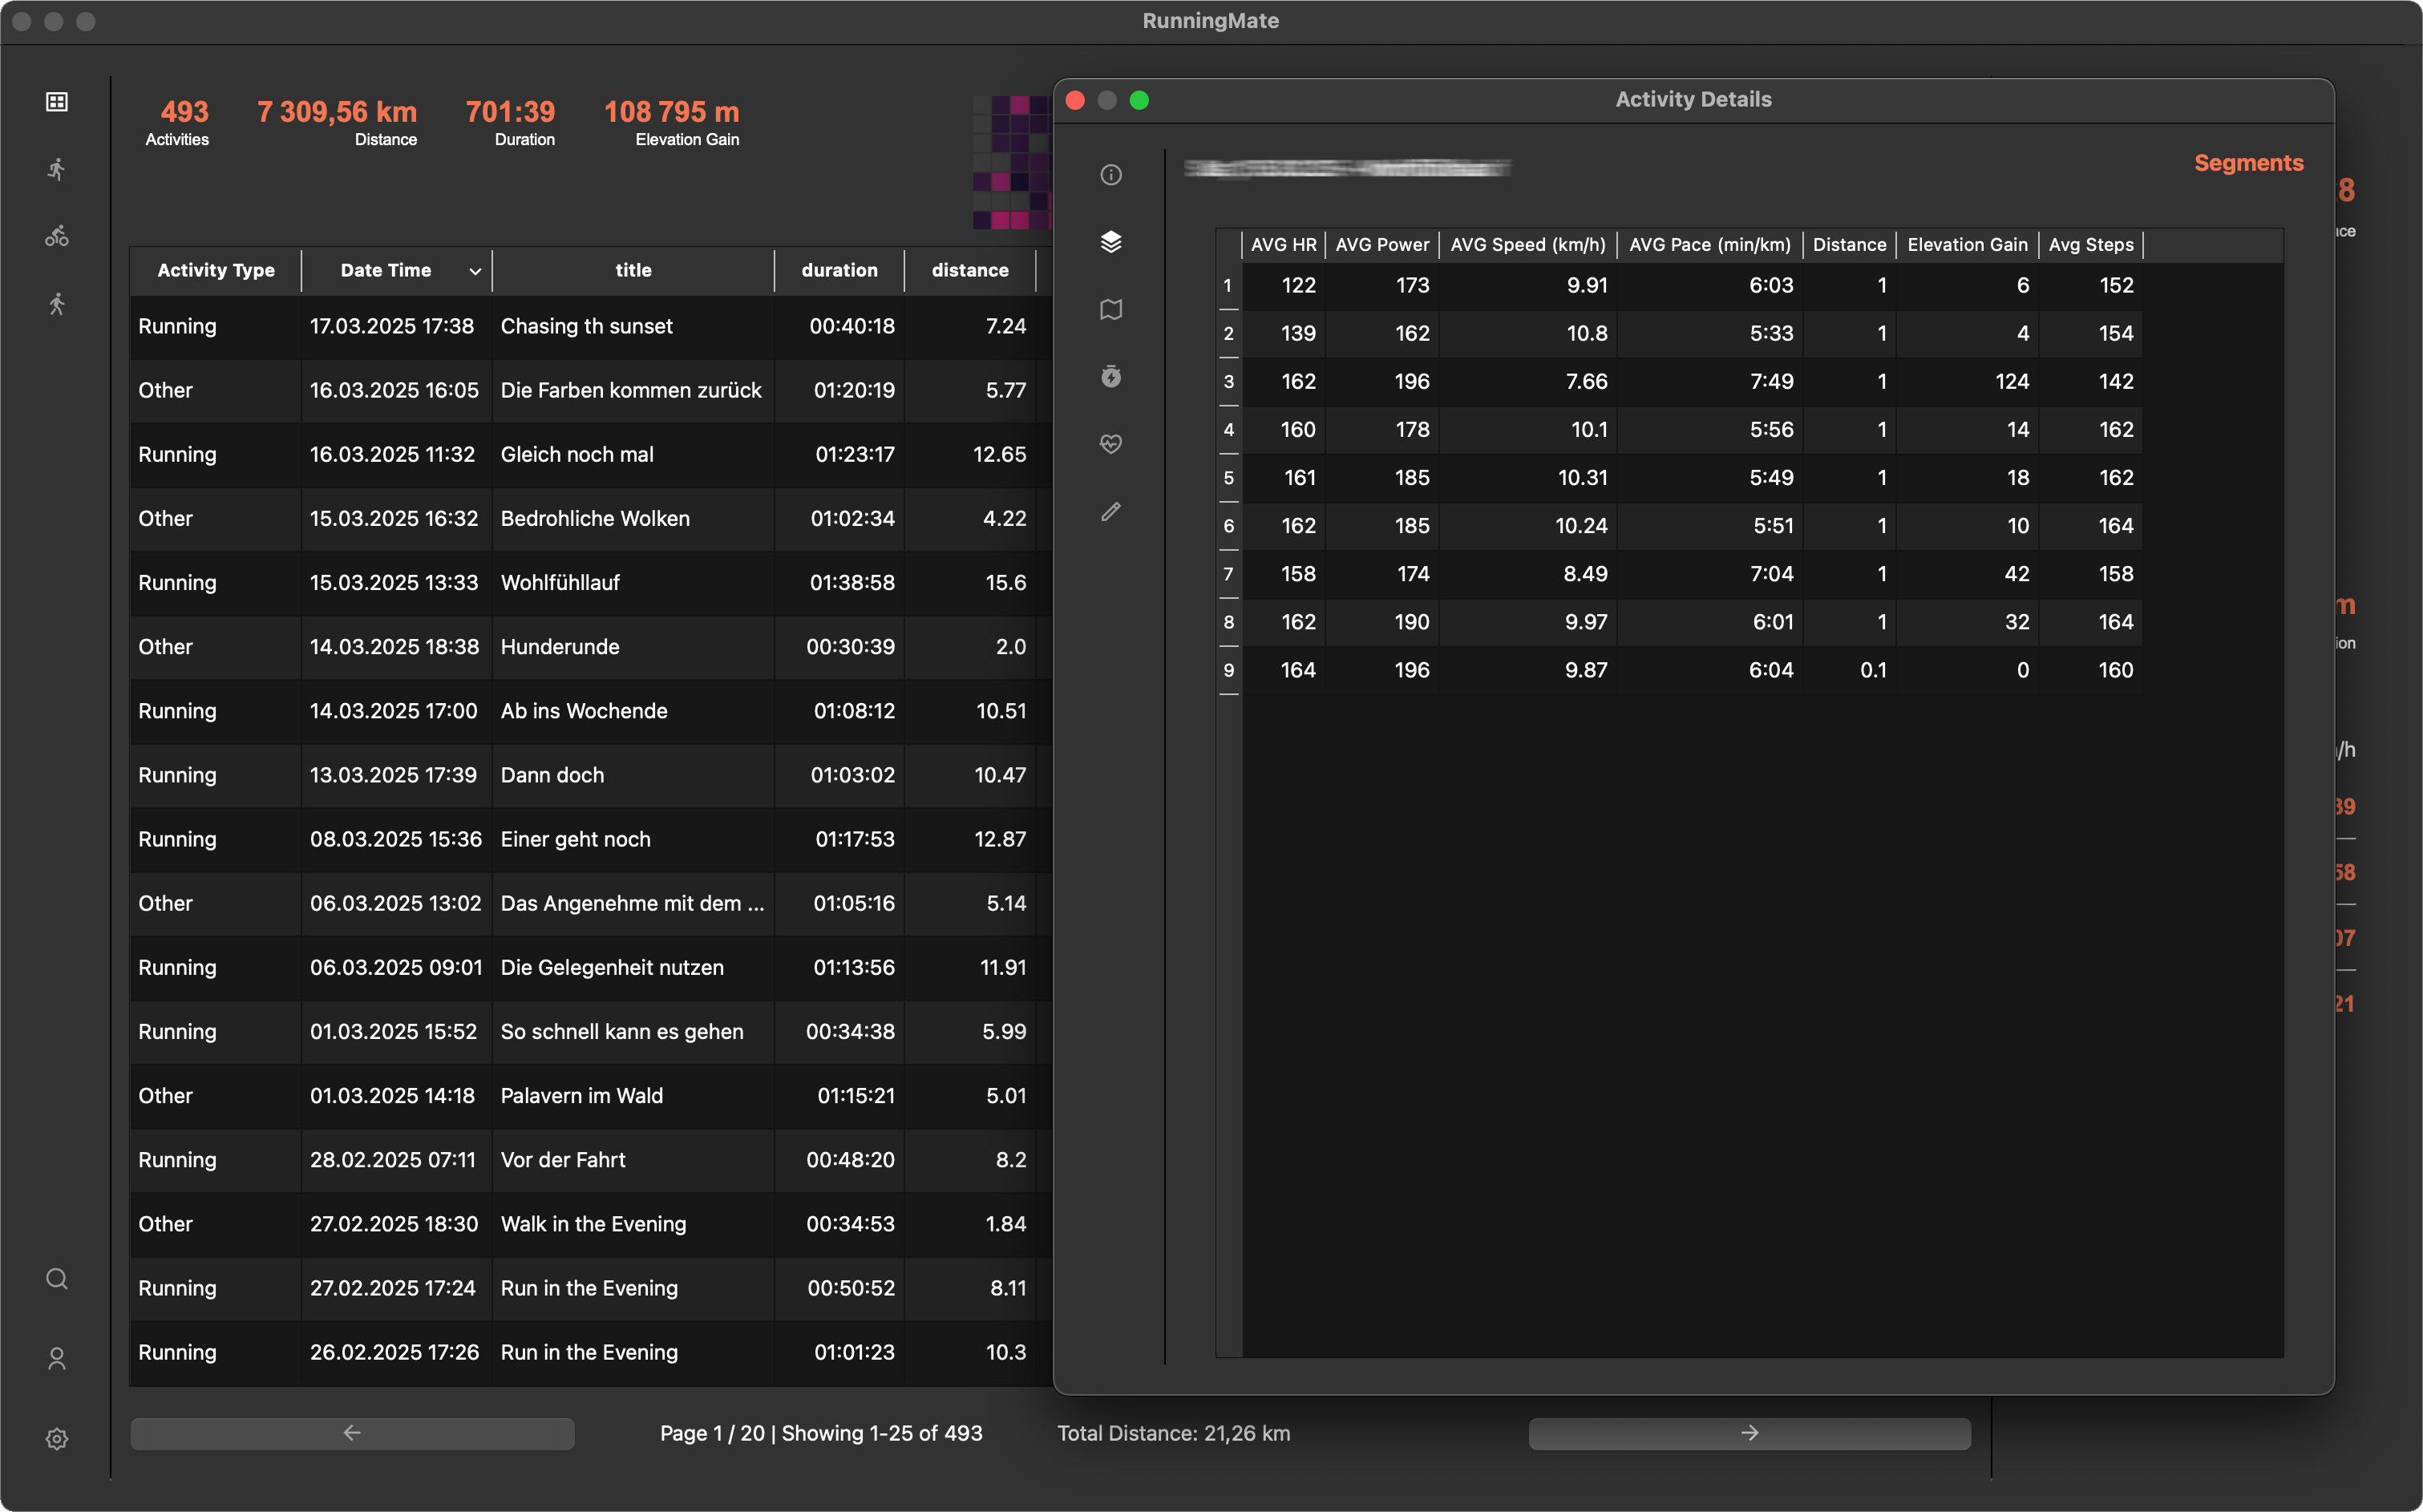 RunningMate
493 7 309,56 km 701:39 108 795 m
Activities Distance Duration Elevation Gain
Activity Type Date Time title duration distance
Running 17.03.2025 17:38 Chasing th sunset 00:40:18 7.24
Other 16.03.2025 16:05 Die Farben kommen zurück 01:20:19 5.77
Running 16.03.2025 11:32 Gleich noch mal 01:23:17 12.65
Other 15.03.2025 16:32 Bedrohliche Wolken 01:02:34 4.22
Running 15.03.2025 13:33 Wohlfühllauf 01:38:58 15.6
Other 14.03.2025 18:38 Hunderunde 00:30:39 2.0
Running 14.03.2025 17:00 Ab ins Wochende 01:08:12 10.51
Running 13.03.2025 17:39 Dann doch 01:03:02 10.47
Running 08.03.2025 15:36 Einer geht noch 01:17:53 12.87
Other 06.03.2025 13:02 Das Angenehme mit dem ... 01:05:16 5.14
Running 06.03.2025 09:01 Die Gelegenheit nutzen 01:13:56 11.91
Running 01.03.2025 15:52 So schnell kann es gehen 00:34:38 5.99
Other 01.03.2025 14:18 Palavern im Wald 01:15:21 5.01
Running 28.02.2025 07:11 Vor der Fahrt 00:48:20 8.2
Other 27.02.2025 18:30 Walk in the Evening 00:34:53 1.84
Running 27.02.2025 17:24 Run in the Evening 00:50:52 8.11
Running 26.02.2025 17:26 Run in the Evening 01:01:23 10.3
Page 1 / 20 | Showing 1-25 of 493 Total Distance: 21,26 km
Activity Details
Segments
AVG HR AVG Power AVG Speed (km/h) AVG Pace (min/km) Distance Elevation Gain Avg Steps
1 122 173 9.91 6:03 1 6 152
2 139 162 10.8 5:33 1 4 154
3 162 196 7.66 7:49 1 124 142
4 160 178 10.1 5:56 1 14 162
5 161 185 10.31 5:49 1 18 162
6 162 185 10.24 5:51 1 10 164
7 158 174 8.49 7:04 1 42 158
8 162 190 9.97 6:01 1 32 164
9 164 196 9.87 6:04 0.1 0 160